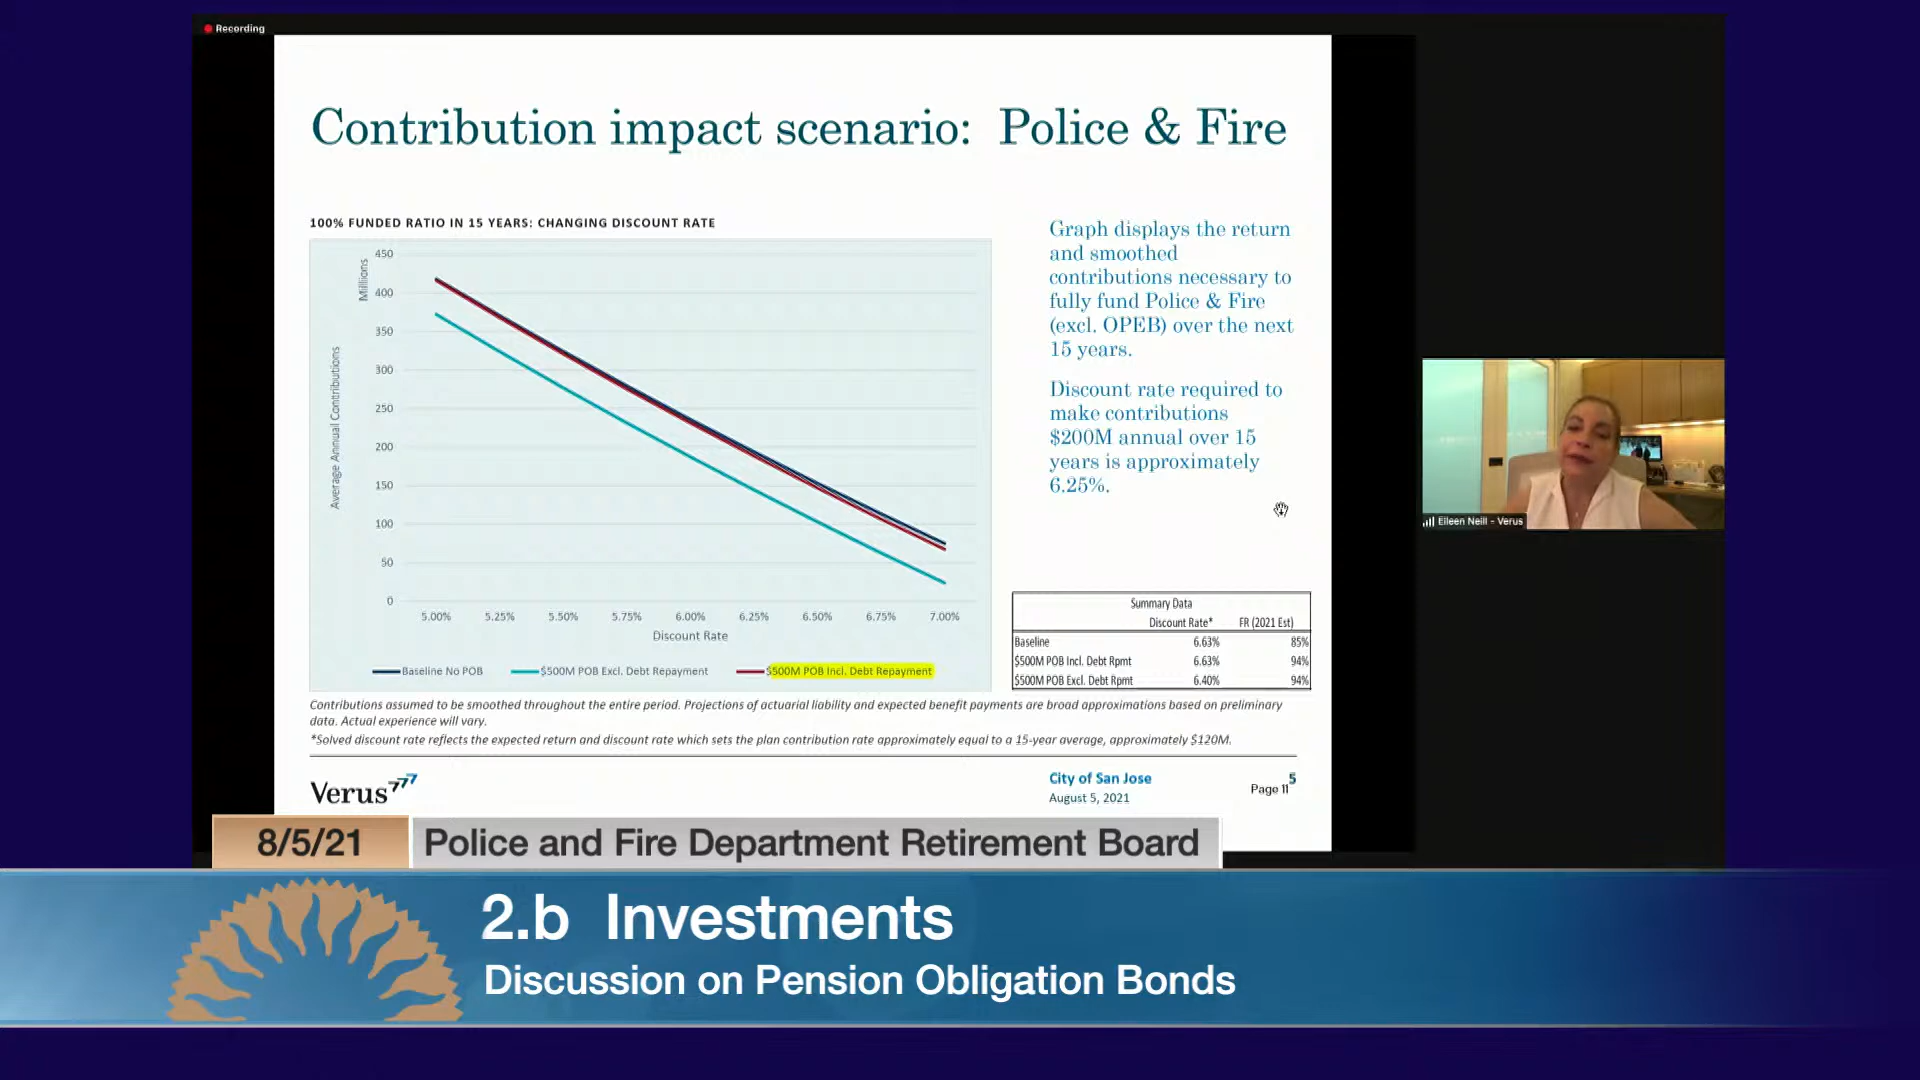 Recording
Contribution impact scenario: Police & Fire
100% FUNDED RATIO IN 15 YEARS: CHANGING DISCOUNT RATE
Millions
Average Annual Contributions
450
400
350
300
250
200
150
100
50
0
5.00% 5.25% 5.50% 5.75% 6.00% 6.25% 6.50% 6.75% 7.00%
Discount Rate
Baseline No POB $500M POB Excl. Debt Repayment $500M POB Incl. Debt Repayment
Graph displays the return
and smoothed
contributions necessary to
fully fund Police & Fire
(excl. OPEB) over the next
15 years.
Discount rate required to
make contributions
$200M annual over 15
years is approximately
6.25%.
Summary Data
Discount Rate* FR (2021 Est)
Baseline 6.63% 85%
$500M POB Incl. Debt Rpmt 6.63% 94%
$500M POB Excl. Debt Rpmt 6.40% 94%
Contributions assumed to be smoothed throughout the entire period. Projections of actuarial liability and expected benefit payments are broad approximations based on preliminary
data. Actual experience will vary.
*Solved discount rate reflects the expected return and discount rate which sets the plan contribution rate approximately equal to a 15-year average, approximately $120M.
Verus
City of San Jose
August 5, 2021
5
Page 11
Eileen Neill - Verus
8/5/21 Police and Fire Department Retirement Board
2.b Investments
Discussion on Pension Obligation Bonds